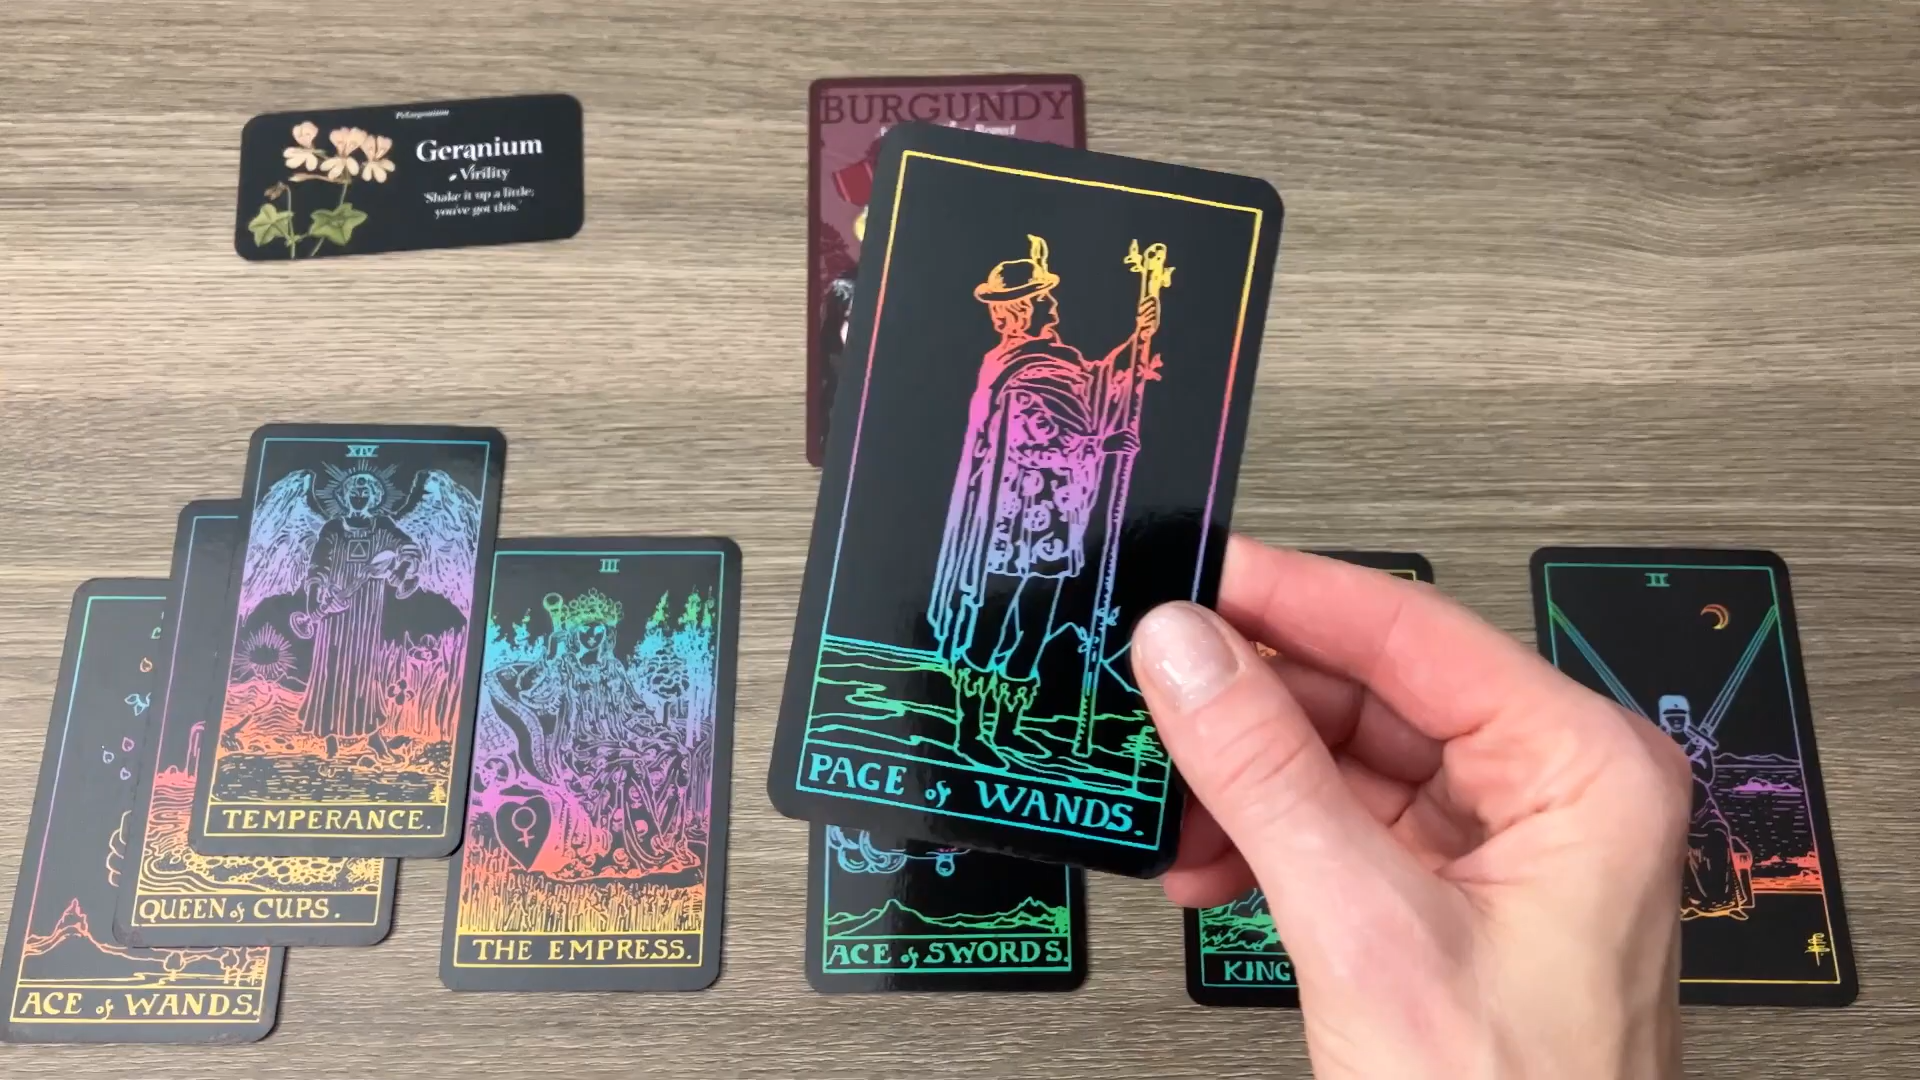 Pelargonium
Geranium
Virility
'Shake it up a little;
you've got this.'
BURGUNDY
XIV
TEMPERANCE.
QUEEN of CUPS.
ACE of WANDS.
III
THE EMPRESS.
PAGE of WANDS.
ACE of SWORDS.
KING
II